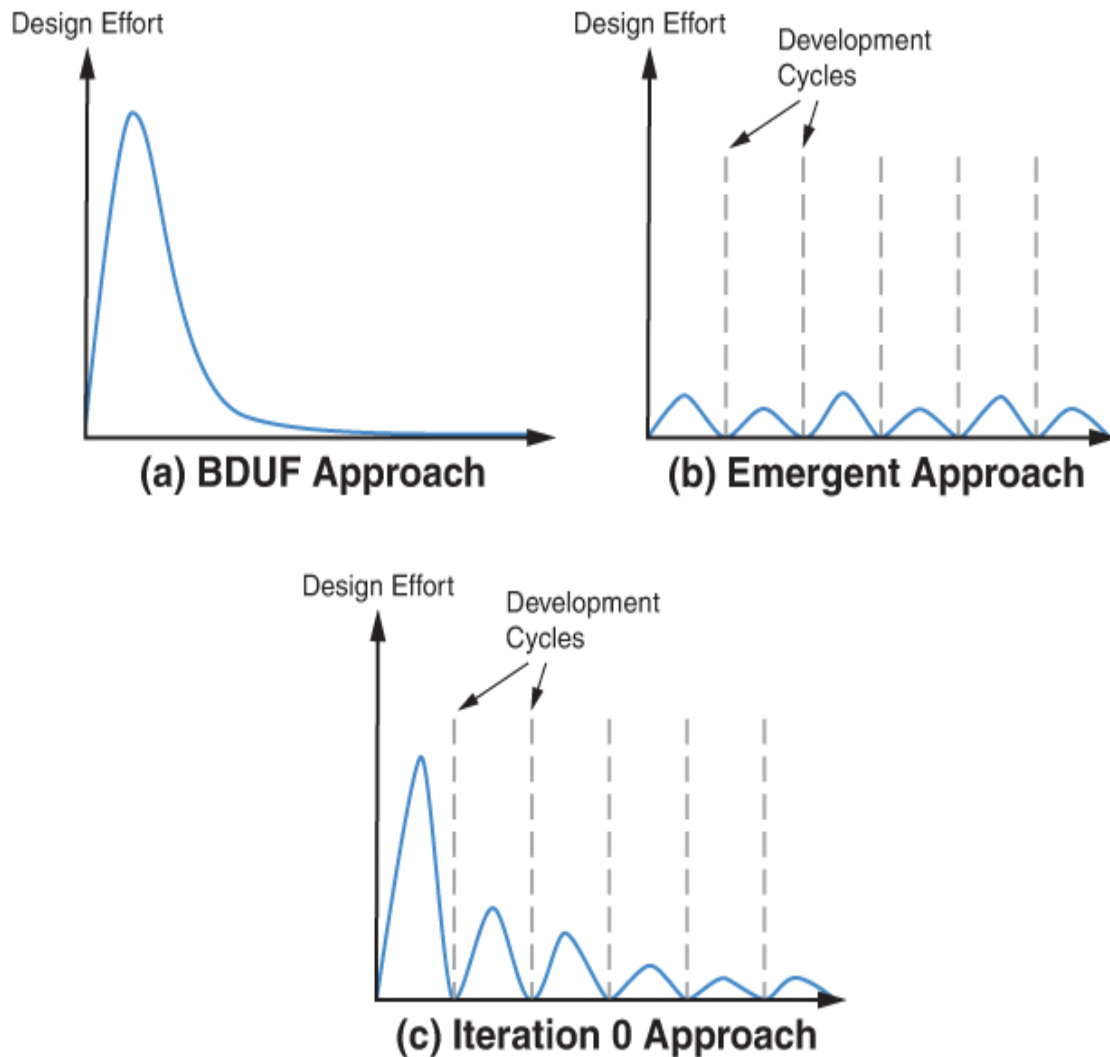 Design Effort
(a) BDUF Approach
Design Effort
Development
Cycles
(b) Emergent Approach
Design Effort
Development
Cycles
(c) Iteration 0 Approach